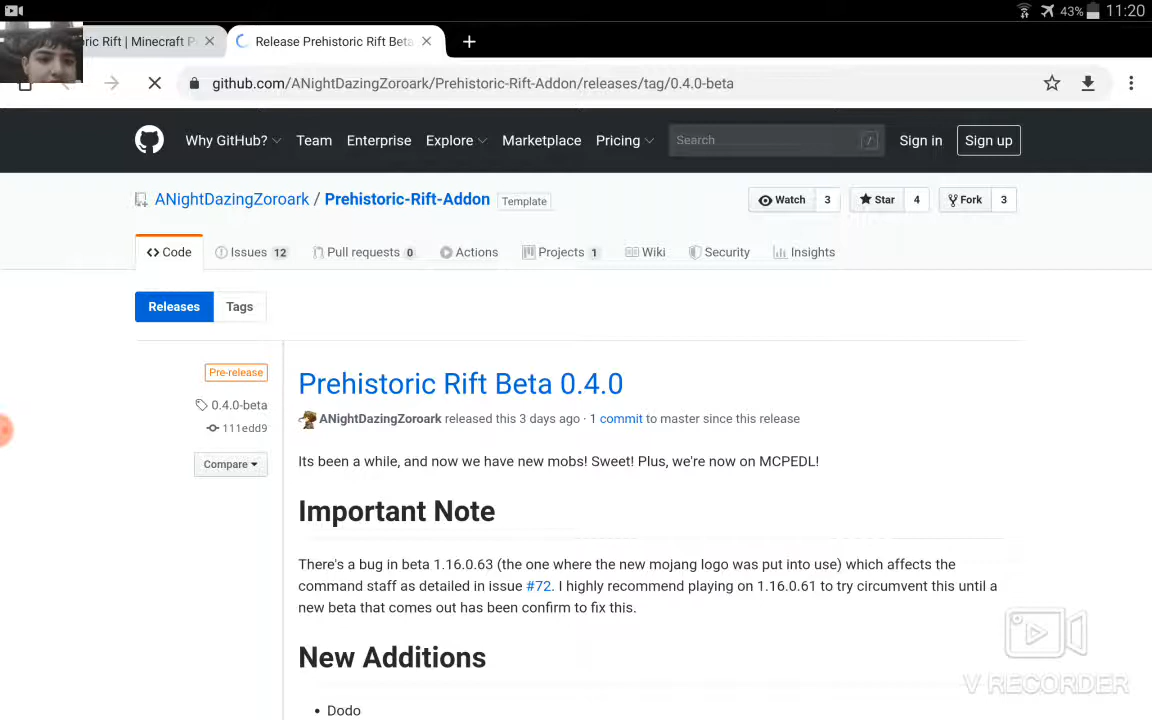 43% 11:20
ric Rift | Minecraft P
Release Prehistoric Rift Beta
github.com/ANightDazingZoroark/Prehistoric-Rift-Addon/releases/tag/0.4.0-beta
Why GitHub? Team Enterprise Explore Marketplace Pricing Search / Sign in Sign up
ANightDazingZoroark / Prehistoric-Rift-Addon Template Watch 3 Star 4 Fork 3
Code Issues 12 Pull requests 0 Actions Projects 1 Wiki Security Insights
Releases Tags
Pre-release
0.4.0-beta
111edd9
Compare
Prehistoric Rift Beta 0.4.0
ANightDazingZoroark released this 3 days ago · 1 commit to master since this release
Its been a while, and now we have new mobs! Sweet! Plus, we're now on MCPEDL!
Important Note
There's a bug in beta 1.16.0.63 (the one where the new mojang logo was put into use) which affects the
command staff as detailed in issue #72. I highly recommend playing on 1.16.0.61 to try circumvent this until a
new beta that comes out has been confirm to fix this.
New Additions
• Dodo
V RECORDER